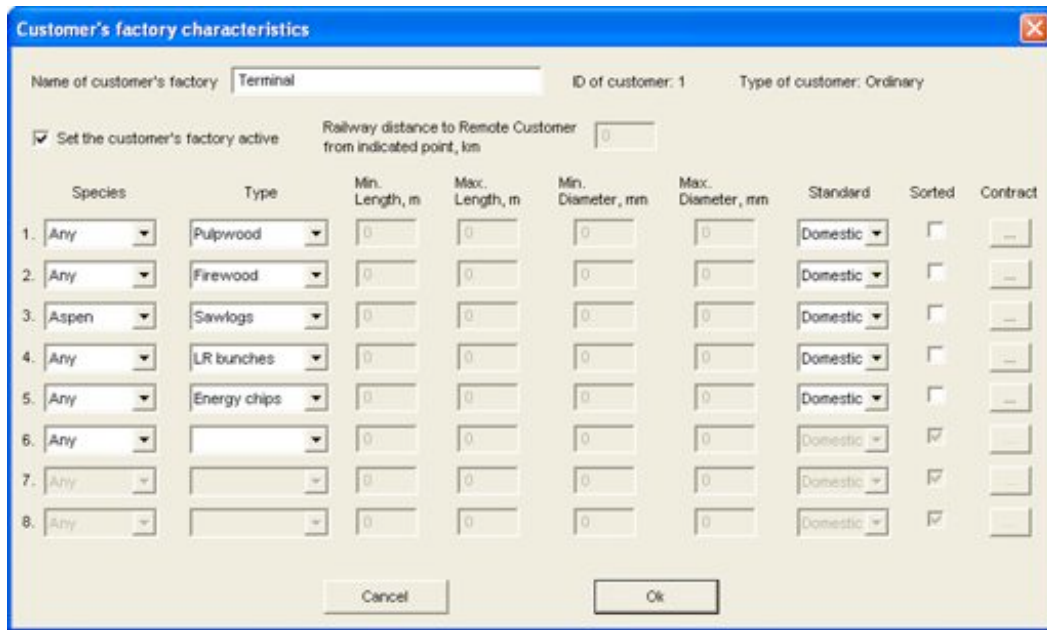 Customer's factory characteristics
Name of customer's factory Terminal ID of customer: 1 Type of customer: Ordinary
Set the customer's factory active Railway distance to Remote Customer from indicated point, km 0
Species Type Min. Length, m Max. Length, m Min. Diameter, mm Max. Diameter, mm Standard Sorted Contract
1. Any Pulpwood 0 0 0 0 Domestic ...
2. Any Firewood 0 0 0 0 Domestic ...
3. Aspen Sawlogs 0 0 0 0 Domestic ...
4. Any LR bunches 0 0 0 0 Domestic ...
5. Any Energy chips 0 0 0 0 Domestic ...
6. Any 0 0 0 0 Domestic ...
7. Any 0 0 0 0 Domestic ...
8. Any 0 0 0 0 Domestic ...
Cancel Ok